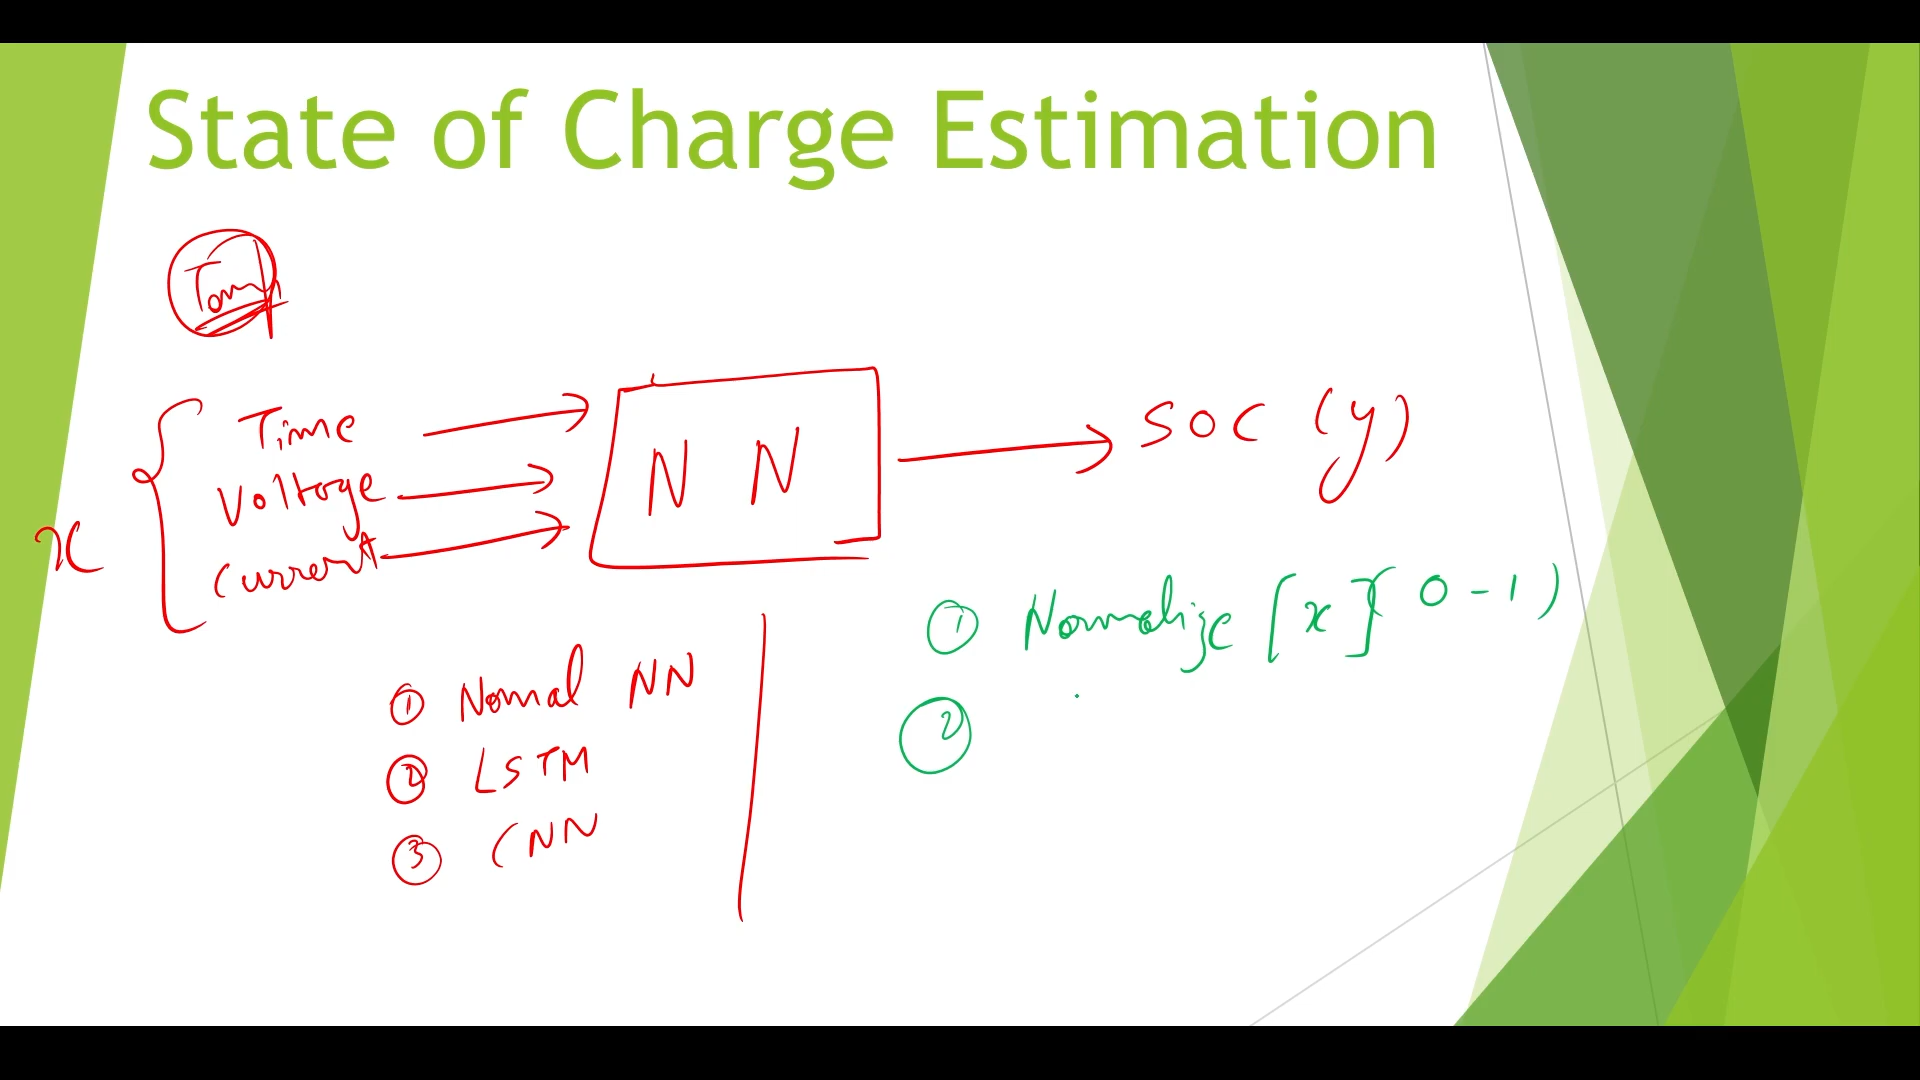 State of Charge Estimation
Temp
Time
Voltage
Current
x
N N
SOC (y)
① Normal NN
② LSTM
③ CNN
① Normalize [x] (0-1)
②